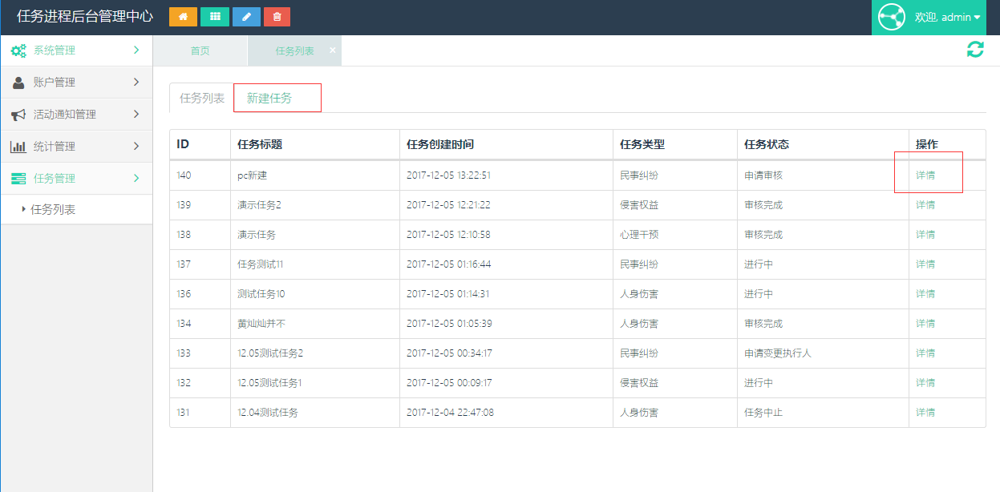 任务进程后台管理中心
欢迎, admin
系统管理
账户管理
活动通知管理
统计管理
任务管理
任务列表
首页 任务列表 ×
任务列表 新建任务
ID 任务标题 任务创建时间 任务类型 任务状态 操作
140 pc新建 2017-12-05 13:22:51 民事纠纷 申请审核 详情
139 演示任务2 2017-12-05 12:21:22 侵害权益 审核完成 详情
138 演示任务 2017-12-05 12:10:58 心理干预 审核完成 详情
137 任务测试11 2017-12-05 01:16:44 民事纠纷 进行中 详情
136 测试任务10 2017-12-05 01:14:31 人身伤害 进行中 详情
134 黄灿灿并不 2017-12-05 01:05:39 人身伤害 审核完成 详情
133 12.05测试任务2 2017-12-05 00:34:17 民事纠纷 申请变更执行人 详情
132 12.05测试任务1 2017-12-05 00:09:17 侵害权益 进行中 详情
131 12.04测试任务 2017-12-04 22:47:08 人身伤害 任务中止 详情